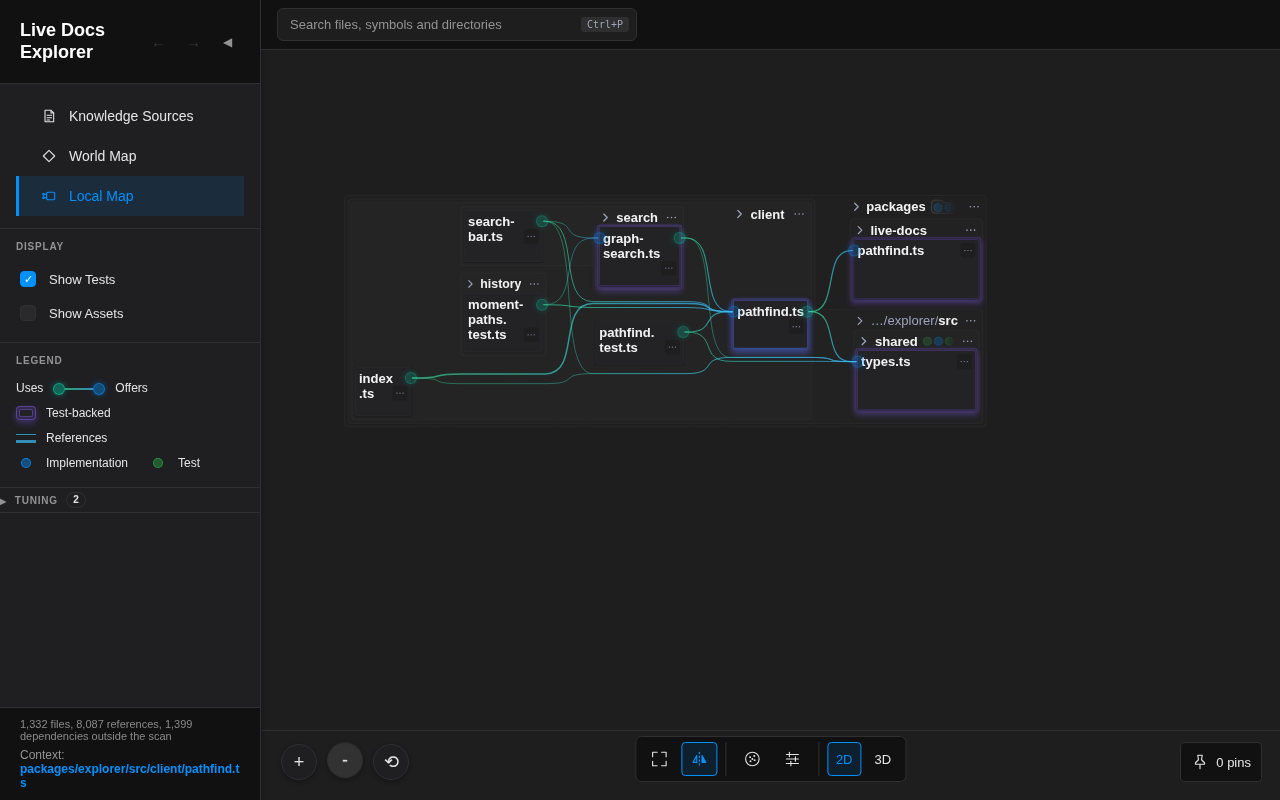 Live Docs
Explorer
Search files, symbols and directories
Ctrl+P
Knowledge Sources
World Map
Local Map
DISPLAY
Show Tests
Show Assets
LEGEND
Uses
Offers
Test-backed
References
Implementation
Test
TUNING
2
1,332 files, 8,087 references, 1,399
dependencies outside the scan
Context:
packages/explorer/src/client/pathfind.t
s
search-
bar.ts
...
search
...
graph-
search.ts
...
client
...
packages
...
live-docs
...
pathfind.ts
...
history
...
moment-
paths.
test.ts
...
pathfind.
test.ts
...
pathfind.ts
...
…/explorer/src
...
shared
...
types.ts
...
index
.ts
...
+
-
2D
3D
0 pins